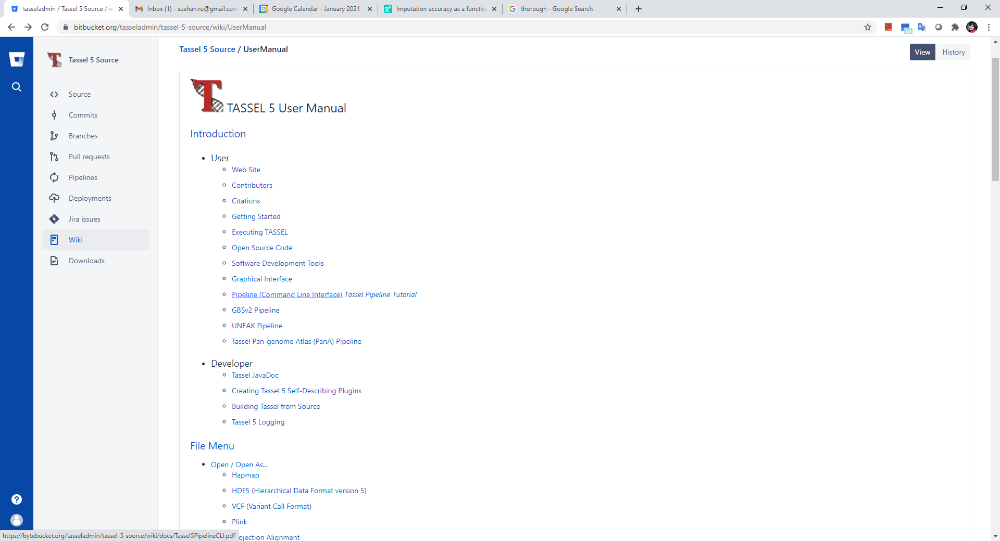 tasseladmin / Tassel 5 Source / w
Inbox (1) - sushan.ru@gmail.com
13
Google Calendar - January 2021
R
Imputation accuracy as a functio
thorough - Google Search
bitbucket.org/tasseladmin/tassel-5-source/wiki/UserManual
1d
Tassel 5 Source
Source
Commits
Branches
Pull requests
Pipelines
Deployments
Jira issues
Wiki
Downloads
Tassel 5 Source / UserManual
View
History
T
TASSEL 5 User Manual
Introduction
User
Web Site
Contributors
Citations
Getting Started
Executing TASSEL
Open Source Code
Software Development Tools
Graphical Interface
Pipeline (Command Line Interface) Tassel Pipeline Tutorial
GBSv2 Pipeline
UNEAK Pipeline
Tassel Pan-genome Atlas (PanA) Pipeline
Developer
Tassel JavaDoc
Creating Tassel 5 Self-Describing Plugins
Building Tassel from Source
Tassel 5 Logging
File Menu
Open / Open As...
Hapmap
HDF5 (Hierarchical Data Format version 5)
VCF (Variant Call Format)
Plink
ojection Alignment
https://bytebucket.org/tasseladmin/tassel-5-source/wiki/docs/Tassel5PipelineCLI.pdf